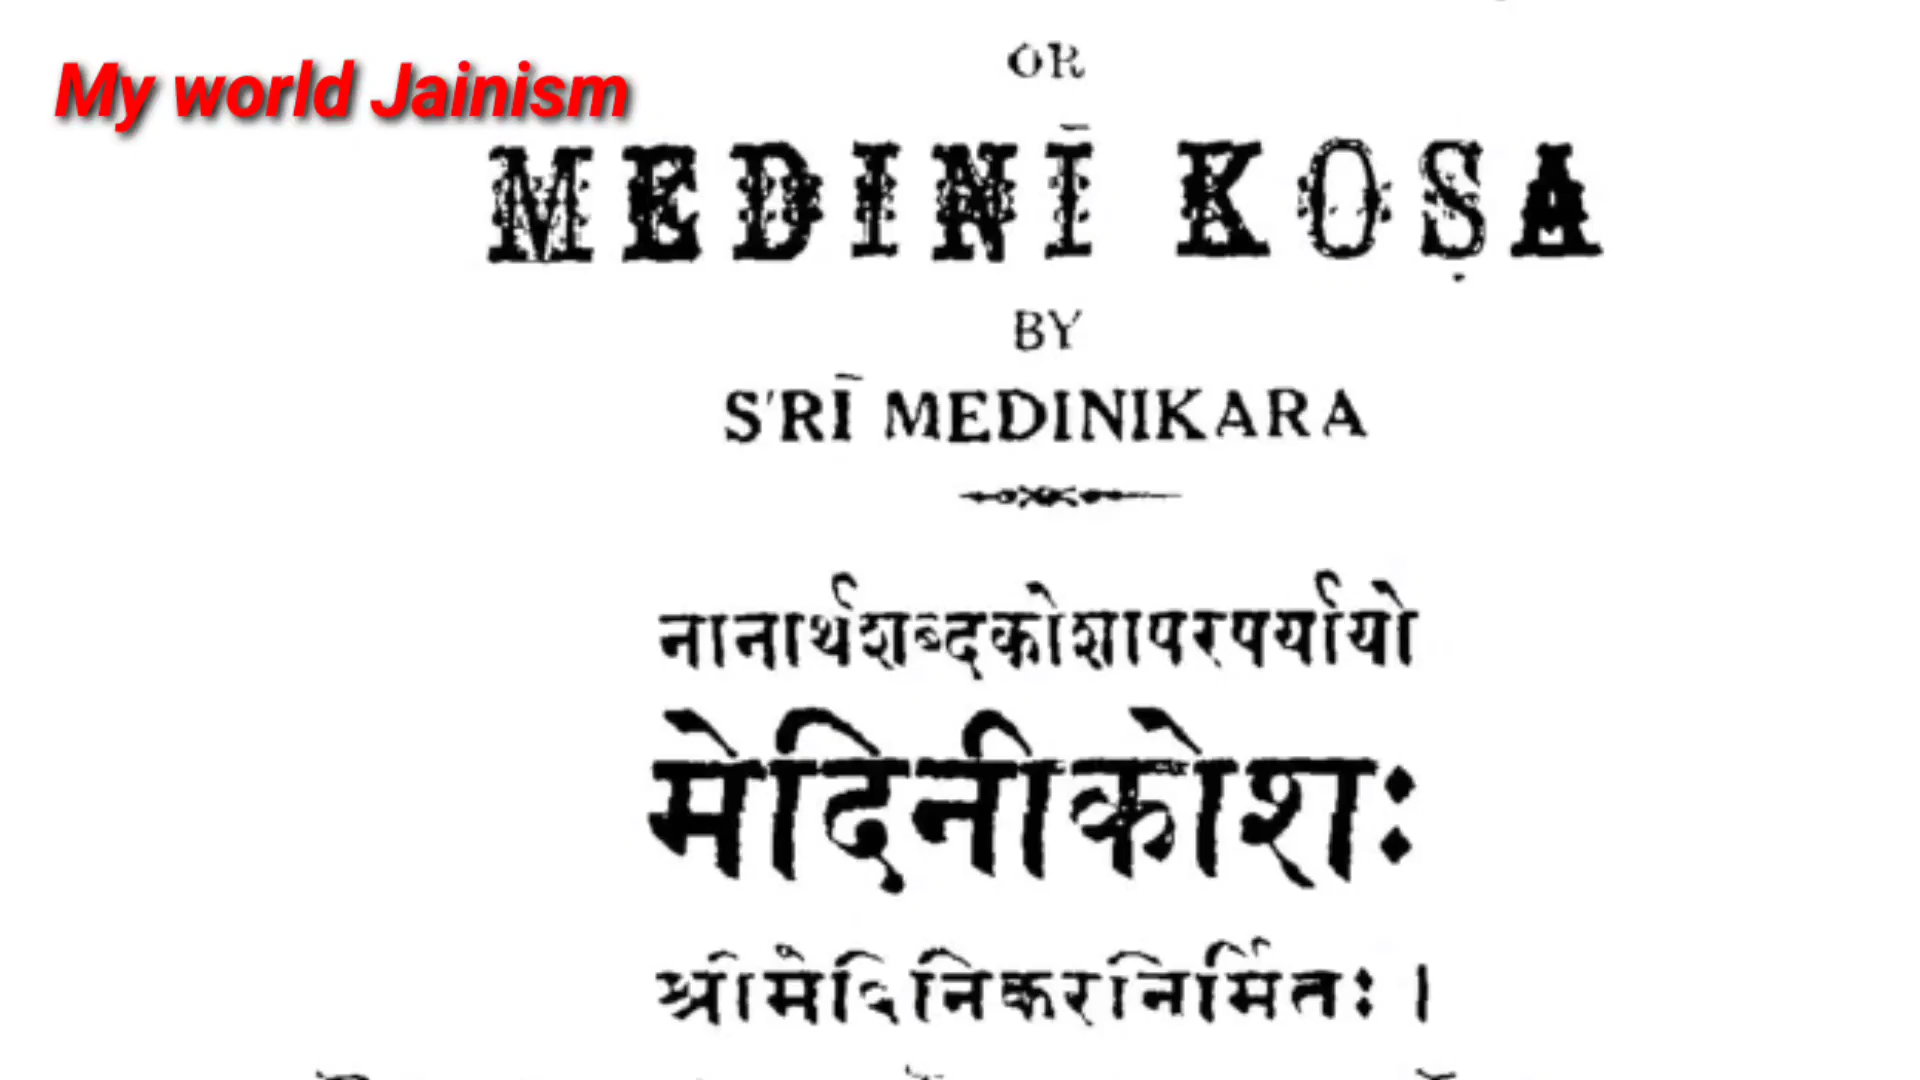 My world Jainism
OR
MEDINĪ KOṢA
BY
S'RĪ MEDINIKARA
नानार्थशब्दकोशापरपर्यायो
मेदिनीकोशः
श्रीमेदिनिकरनिर्मितः ।